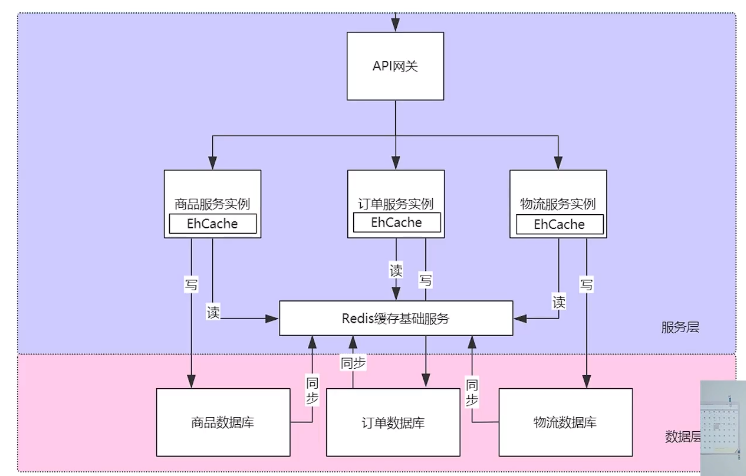 API网关
商品服务实例
EhCache
订单服务实例
EhCache
物流服务实例
EhCache
写
读
读
写
读
写
Redis缓存基础服务
服务层
同步
同步
同步
商品数据库
订单数据库
物流数据库
数据层